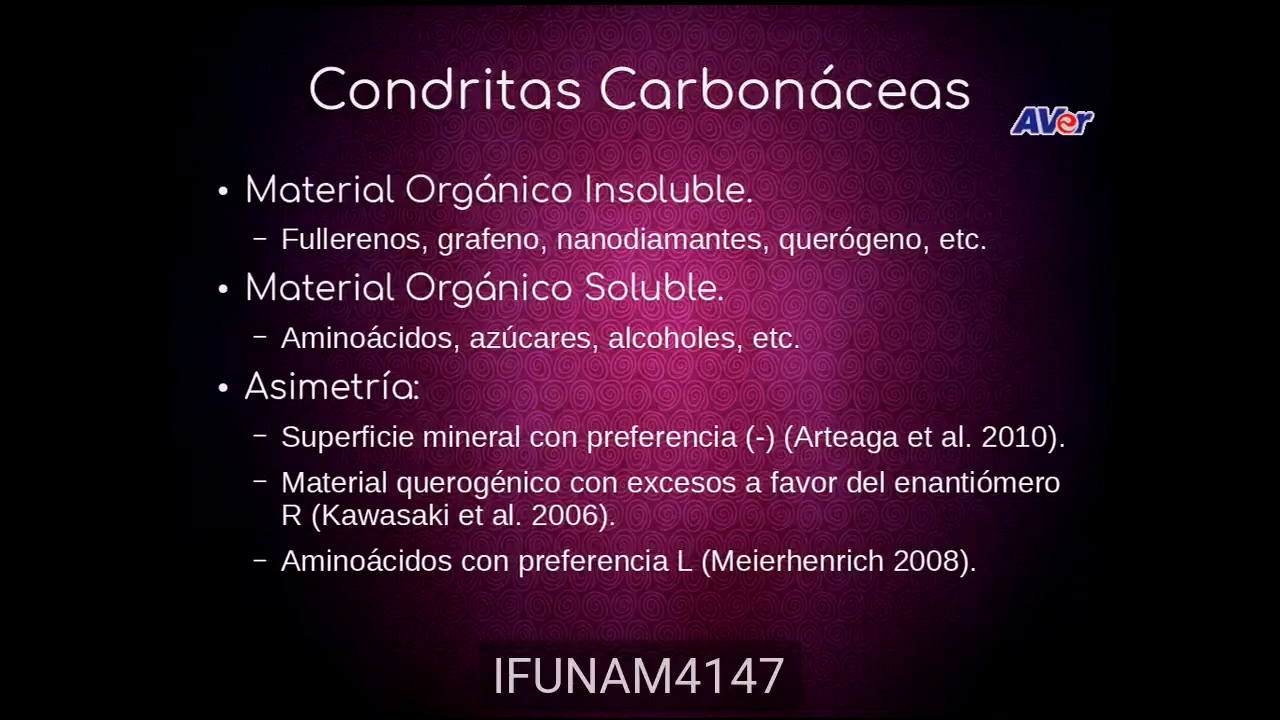 Condritas Carbonáceas
AVer
• Material Orgánico Insoluble.
– Fullerenos, grafeno, nanodiamantes, querógeno, etc.
• Material Orgánico Soluble.
– Aminoácidos, azúcares, alcoholes, etc.
• Asimetría:
– Superficie mineral con preferencia (-) (Arteaga et al. 2010).
– Material querogénico con excesos a favor del enantiómero
R (Kawasaki et al. 2006).
– Aminoácidos con preferencia L (Meierhenrich 2008).
IFUNAM4147